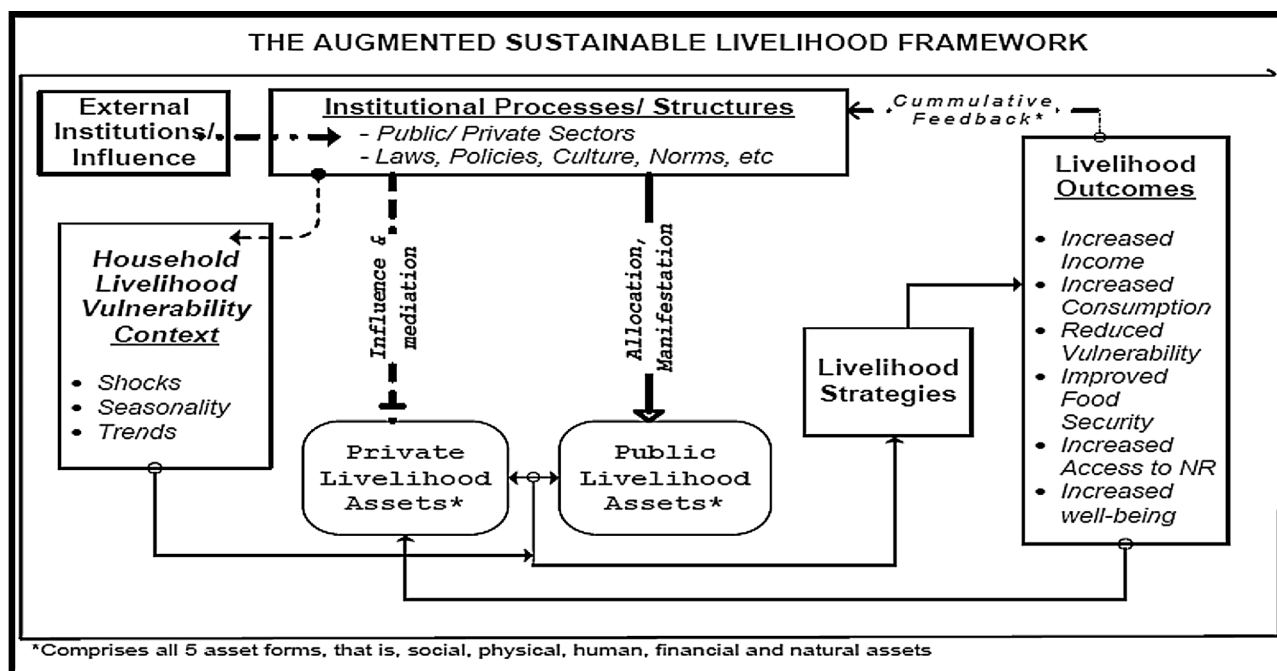 THE AUGMENTED SUSTAINABLE LIVELIHOOD FRAMEWORK
External
Institutions/
Influence
Institutional Processes/ Structures
- Public/ Private Sectors
- Laws, Policies, Culture, Norms, etc
Cummulative
Feedback*
Household
Livelihood
Vulnerability
Context
• Shocks
• Seasonality
• Trends
Influence &
mediation
Allocation,
Manifestation
Private
Livelihood
Assets*
Public
Livelihood
Assets*
Livelihood
Strategies
Livelihood
Outcomes
• Increased
Income
• Increased
Consumption
• Reduced
Vulnerability
• Improved
Food
Security
• Increased
Access to NR
• Increased
well-being
*Comprises all 5 asset forms, that is, social, physical, human, financial and natural assets